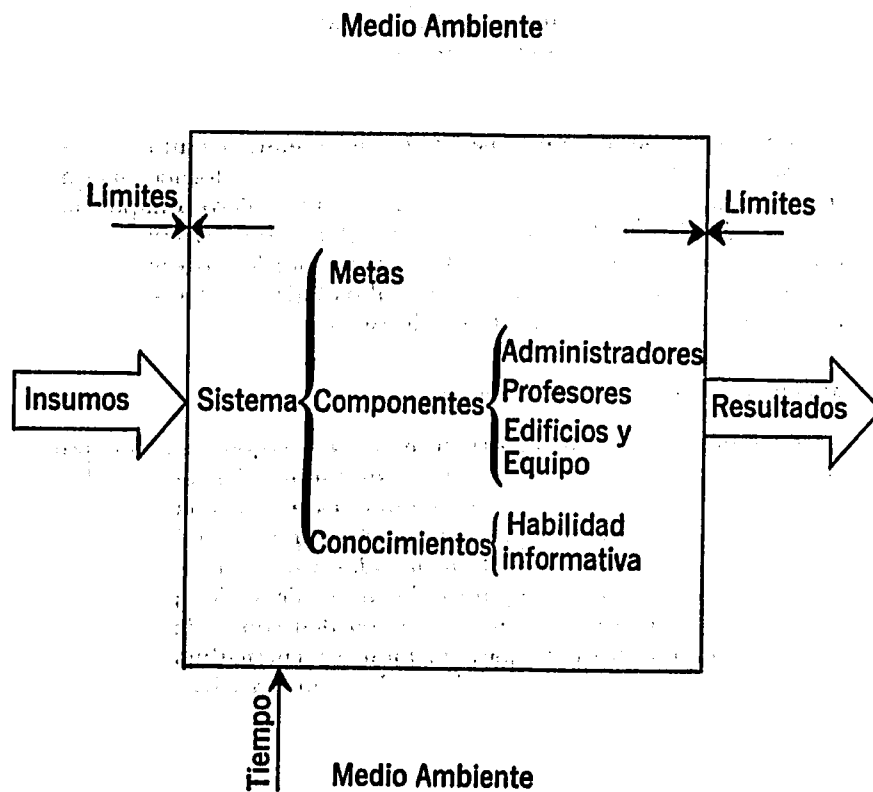 Medio Ambiente
Límites
Límites
Metas
Administradores
Insumos
Sistema
Componentes
Profesores
Resultados
Edificios y
Equipo
Conocimientos
Habilidad
informativa
Tiempo
Medio Ambiente